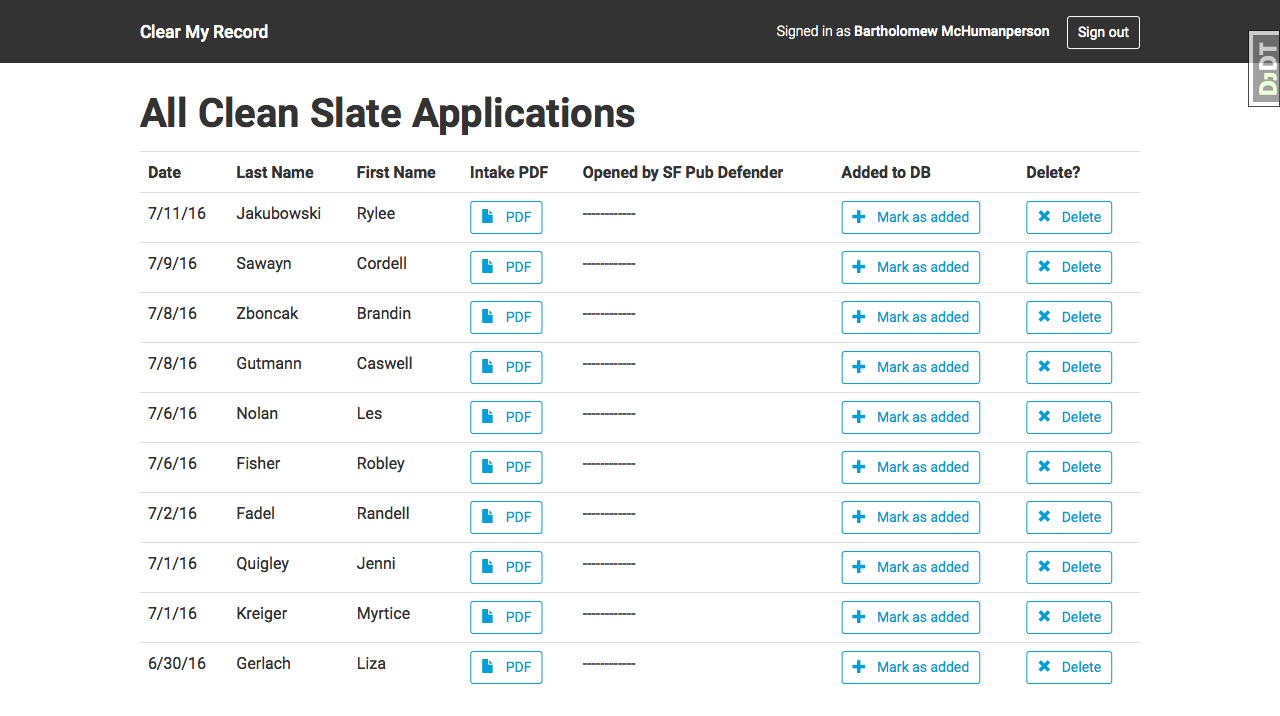 Clear My Record Signed in as Bartholomew McHumanperson Sign out
DjDT
All Clean Slate Applications
Date Last Name First Name Intake PDF Opened by SF Pub Defender Added to DB Delete?
7/11/16 Jakubowski Rylee PDF ------------ Mark as added Delete
7/9/16 Sawayn Cordell PDF ------------ Mark as added Delete
7/8/16 Zboncak Brandin PDF ------------ Mark as added Delete
7/8/16 Gutmann Caswell PDF ------------ Mark as added Delete
7/6/16 Nolan Les PDF ------------ Mark as added Delete
7/6/16 Fisher Robley PDF ------------ Mark as added Delete
7/2/16 Fadel Randell PDF ------------ Mark as added Delete
7/1/16 Quigley Jenni PDF ------------ Mark as added Delete
7/1/16 Kreiger Myrtice PDF ------------ Mark as added Delete
6/30/16 Gerlach Liza PDF ------------ Mark as added Delete